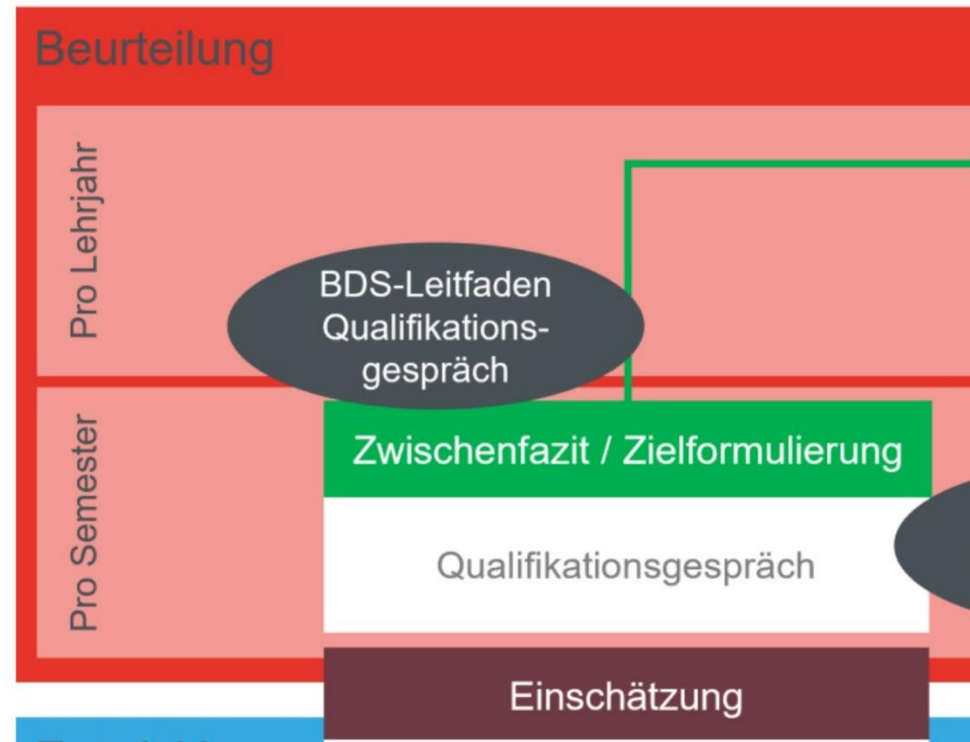 Beurteilung
Pro Lehrjahr
BDS-Leitfaden
Qualifikations-
gespräch
Pro Semester
Zwischenfazit / Zielformulierung
Qualifikationsgespräch
Einschätzung